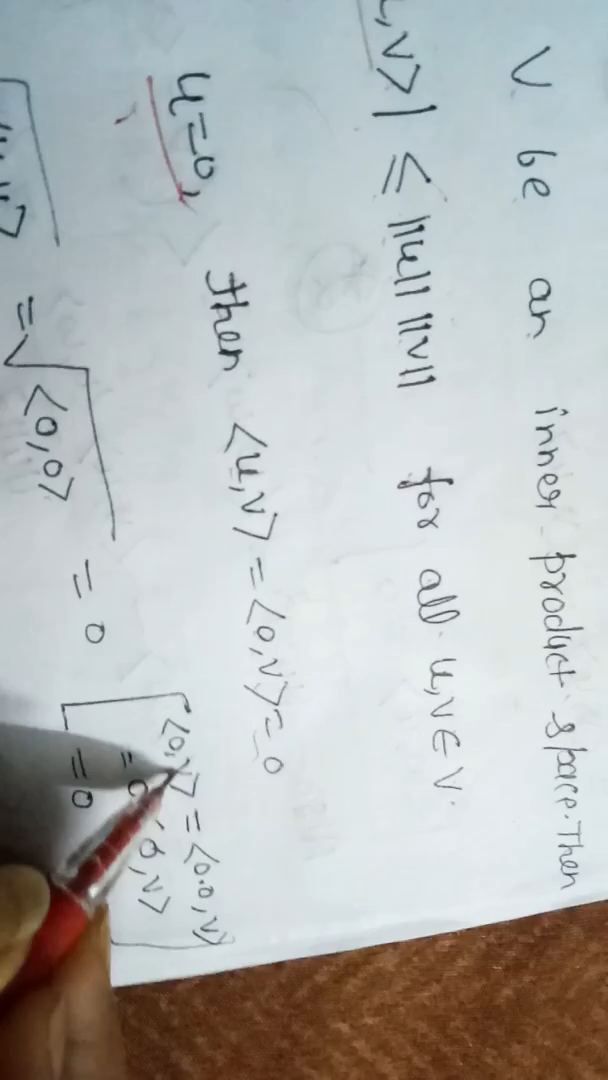 V be an inner product space. Then
, v>| ≤ ||u|| ||v|| for all u, v ∈ V.
u=0, then <u,v> = <0,v> = 0
= √<0,0> = 0
<0,v> = <0.0,v>
<0,v>
= 0